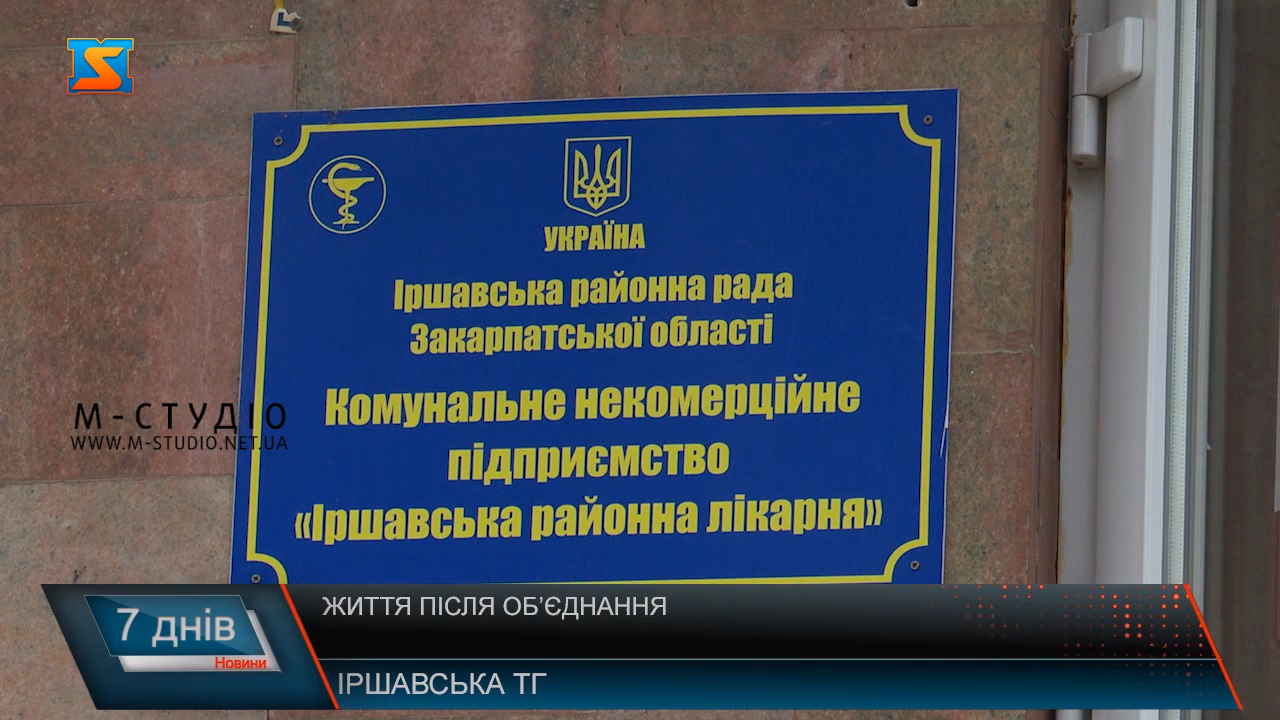 УКРАЇНА
Іршавська районна рада
Закарпатської області
Комунальне некомерційне
підприємство
«Іршавська районна лікарня»
М-СТУДІО
WWW.M-STUDIO.NET.UA
7 днів
Новини
ЖИТТЯ ПІСЛЯ ОБ’ЄДНАННЯ
ІРШАВСЬКА ТГ